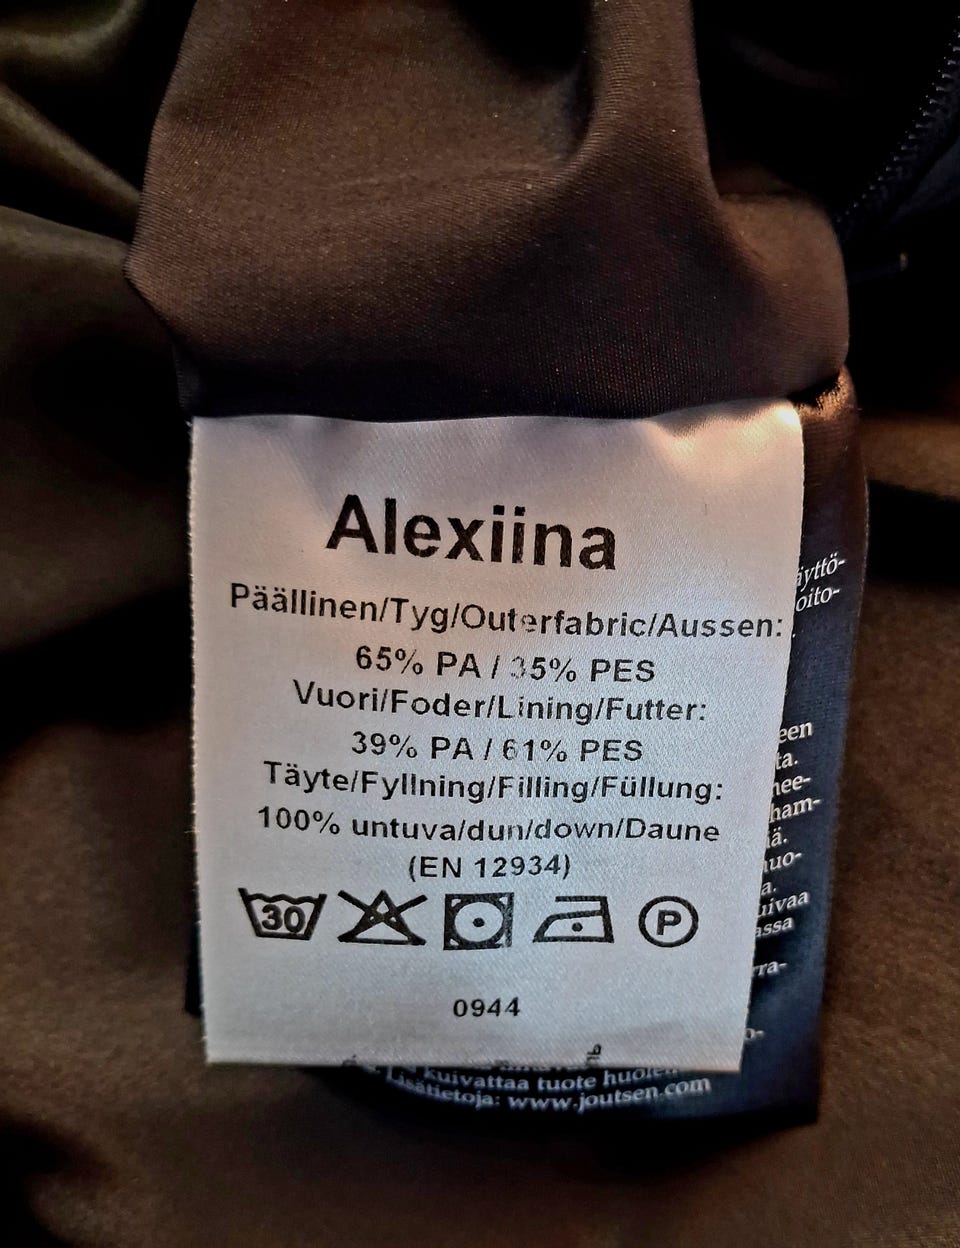 Alexiina
Päällinen/Tyg/Outerfabric/Aussen:
65% PA / 35% PES
Vuori/Foder/Lining/Futter:
39% PA / 61% PES
Täyte/Fyllning/Filling/Füllung:
100% untuva/dun/down/Daune
(EN 12934)
30
P
0944
kuivattaa tuote
Lisätietoja: www.joutsen.com